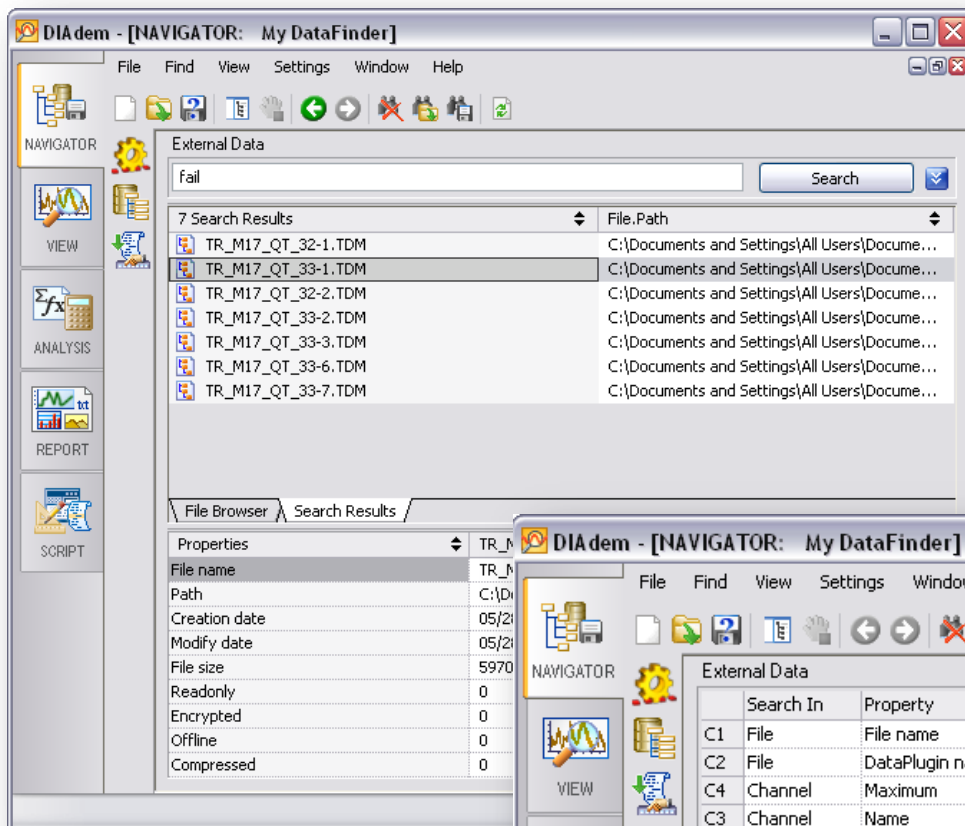 DIAdem - [NAVIGATOR: My DataFinder]
File Find View Settings Window Help
NAVIGATOR
VIEW
ANALYSIS
REPORT
SCRIPT
External Data
fail
Search
7 Search Results File.Path
TR_M17_QT_32-1.TDM C:\Documents and Settings\All Users\Docume...
TR_M17_QT_33-1.TDM C:\Documents and Settings\All Users\Docume...
TR_M17_QT_32-2.TDM C:\Documents and Settings\All Users\Docume...
TR_M17_QT_33-2.TDM C:\Documents and Settings\All Users\Docume...
TR_M17_QT_33-3.TDM C:\Documents and Settings\All Users\Docume...
TR_M17_QT_33-6.TDM C:\Documents and Settings\All Users\Docume...
TR_M17_QT_33-7.TDM C:\Documents and Settings\All Users\Docume...
File Browser Search Results
Properties
File name
Path
Creation date
Modify date
File size 5970
Readonly 0
Encrypted 0
Offline 0
Compressed 0
DIAdem - [NAVIGATOR: My DataFinder]
File Find View Settings
NAVIGATOR
VIEW
External Data
Search In Property
C1 File File name
C2 File DataPlugin
C4 Channel Maximum
C3 Channel Name